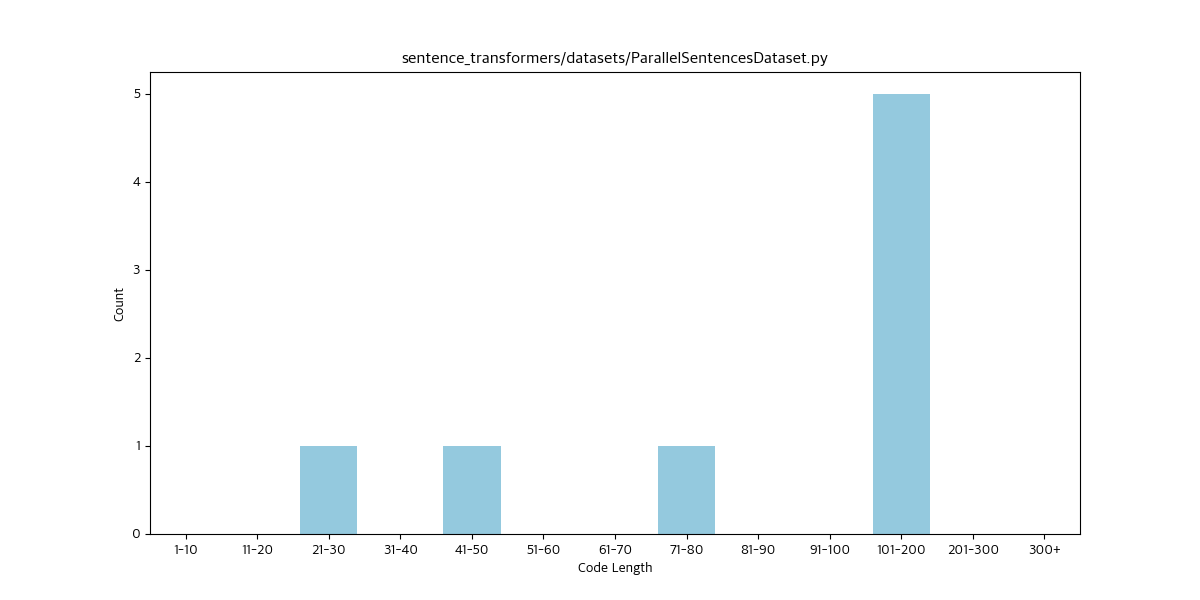 sentence_transformers/datasets/ParallelSentencesDataset.py
5
4
3
2
1
0
Count
1-10 11-20 21-30 31-40 41-50 51-60 61-70 71-80 81-90 91-100 101-200 201-300 300+
Code Length